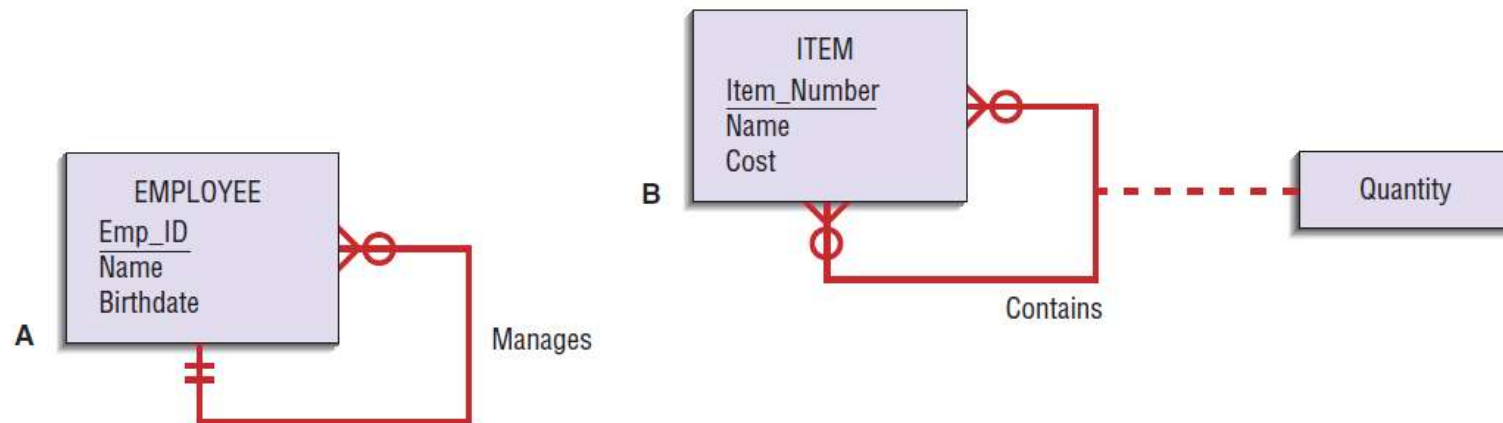 EMPLOYEE
Emp_ID
Name
Birthdate
A
Manages
ITEM
Item_Number
Name
Cost
B
Contains
Quantity